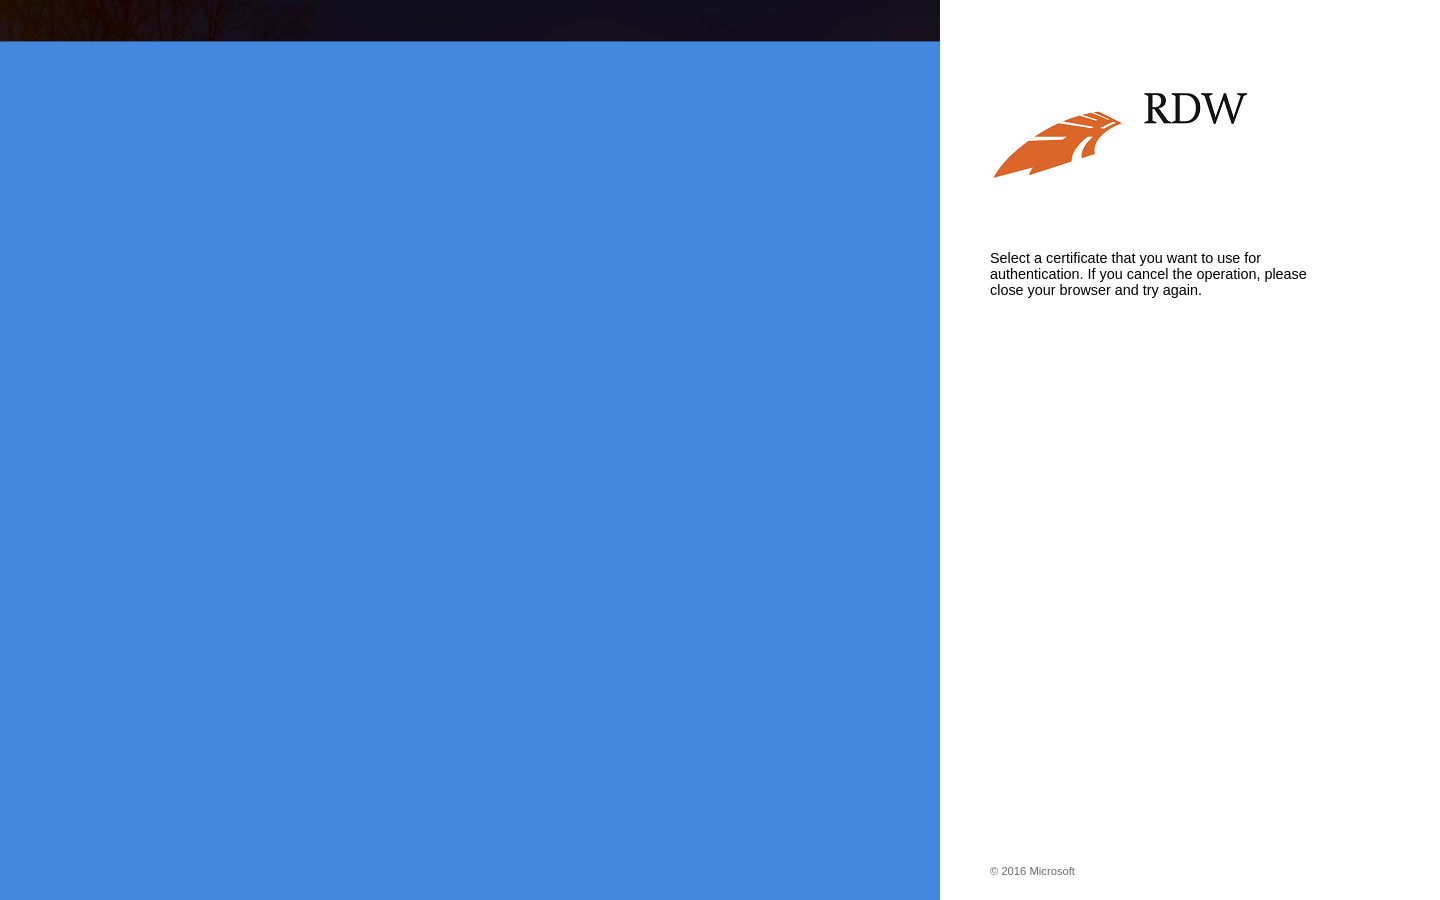 RDW
Select a certificate that you want to use for
authentication. If you cancel the operation, please
close your browser and try again.
© 2016 Microsoft